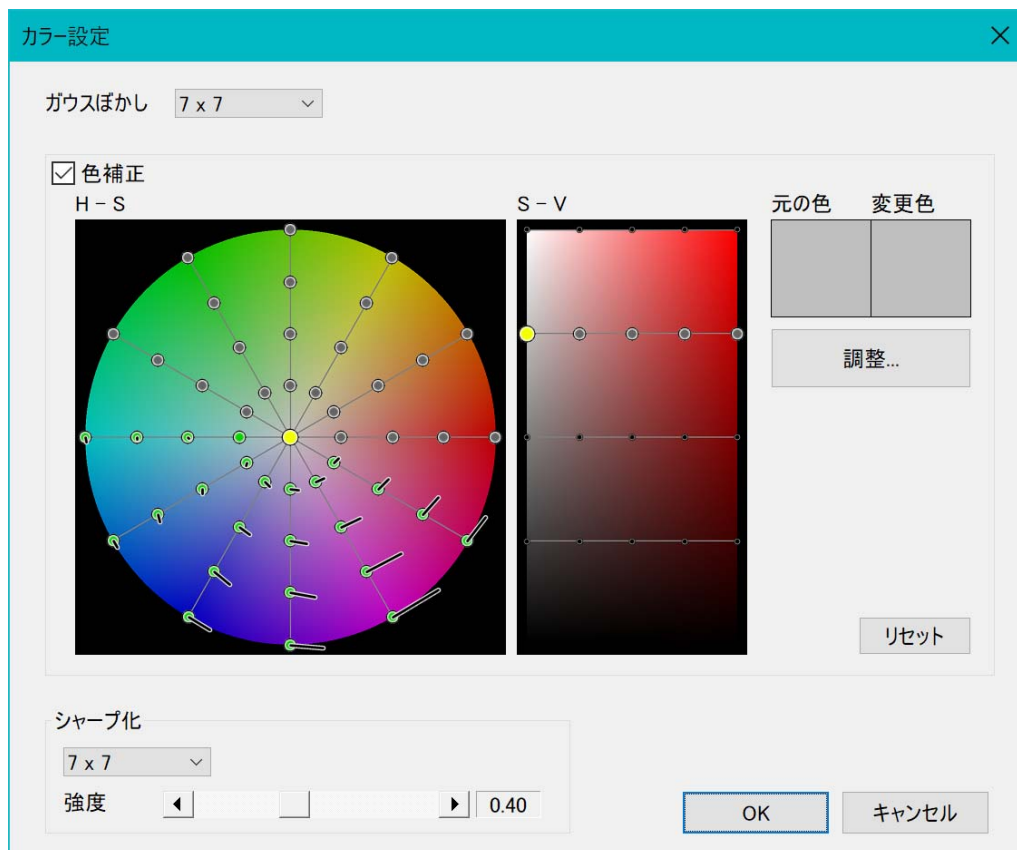 カラー設定
ガウスぼかし 7 x 7
色補正
H – S S – V 元の色 変更色
調整...
リセット
シャープ化
7 x 7
強度 0.40
OK キャンセル